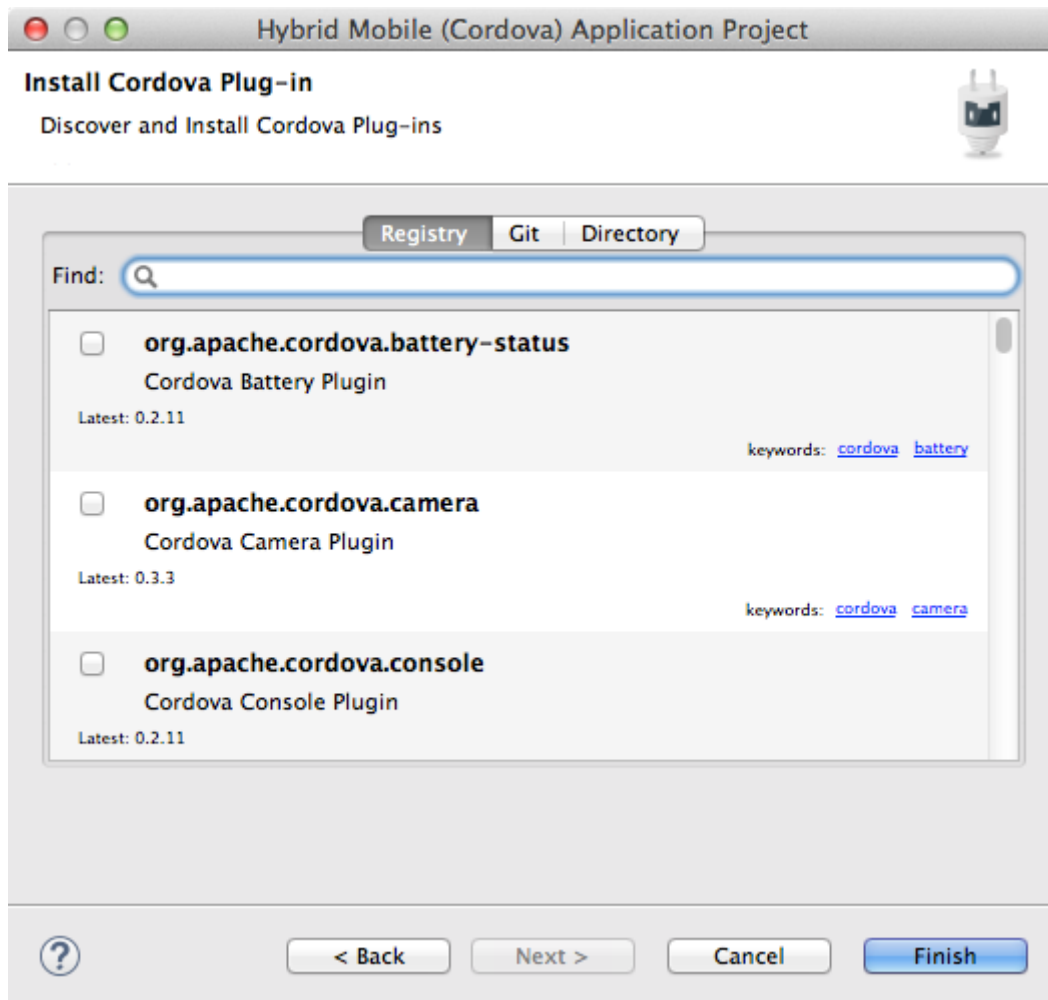 Hybrid Mobile (Cordova) Application Project
Install Cordova Plug-in
Discover and Install Cordova Plug-ins
Registry Git Directory
Find:
org.apache.cordova.battery-status
Cordova Battery Plugin
Latest: 0.2.11
keywords: cordova battery
org.apache.cordova.camera
Cordova Camera Plugin
Latest: 0.3.3
keywords: cordova camera
org.apache.cordova.console
Cordova Console Plugin
Latest: 0.2.11
? < Back Next > Cancel Finish